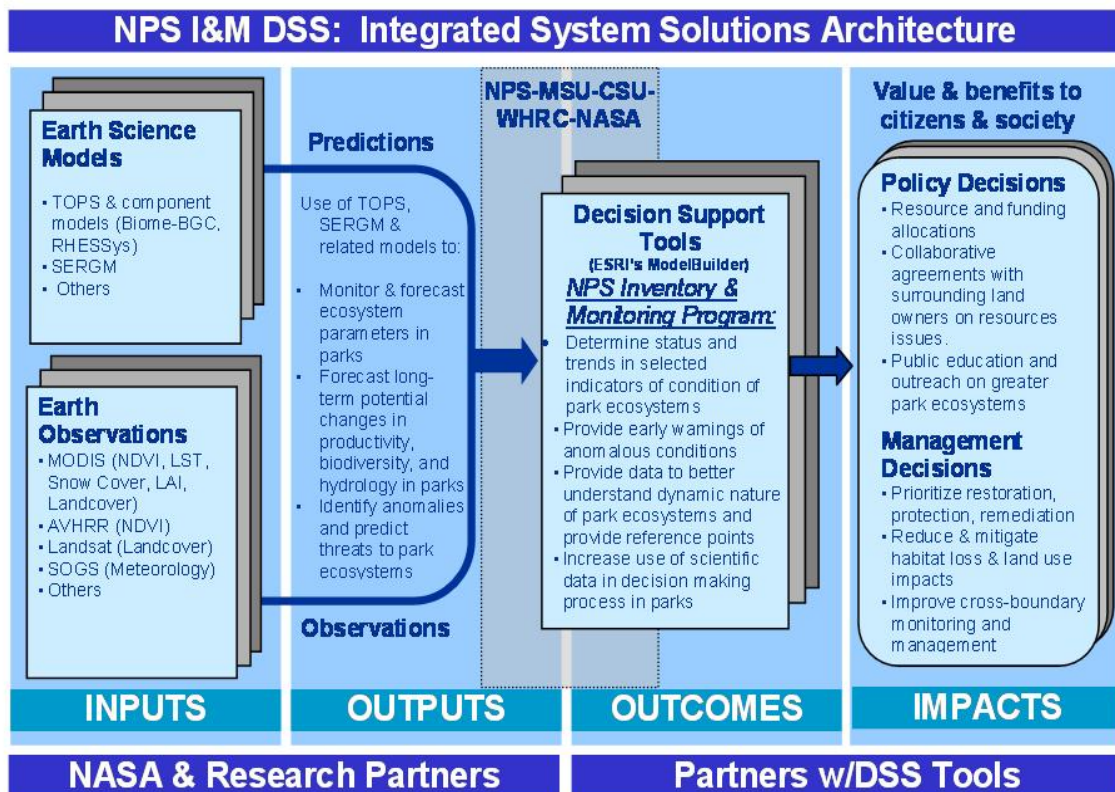 NPS I&M DSS: Integrated System Solutions Architecture
Earth Science
Models
• TOPS & component
models (Biome-BGC,
RHESSys)
• SERGM
• Others
Earth
Observations
• MODIS (NDVI, LST,
Snow Cover, LAI,
Landcover)
• AVHRR (NDVI)
• Landsat (Landcover)
• SOGS (Meteorology)
• Others
INPUTS
Predictions
Use of TOPS,
SERGM &
related models to:
• Monitor & forecast
ecosystem
parameters in
parks
• Forecast long-
term potential
changes in
productivity,
biodiversity, and
hydrology in parks
• Identify anomalies
and predict
threats to park
ecosystems
Observations
OUTPUTS
NPS-MSU-CSU-
WHRC-NASA
Decision Support
Tools
(ESRI's ModelBuilder)
NPS Inventory &
Monitoring Program:
• Determine status and
trends in selected
indicators of condition of
park ecosystems
• Provide early warnings of
anomalous conditions
• Provide data to better
understand dynamic nature
of park ecosystems and
provide reference points
• Increase use of scientific
data in decision making
process in parks
OUTCOMES
Value & benefits to
citizens & society
Policy Decisions
• Resource and funding
allocations
• Collaborative
agreements with
surrounding land
owners on resources
issues.
• Public education and
outreach on greater
park ecosystems
Management
Decisions
• Prioritize restoration,
protection, remediation
• Reduce & mitigate
habitat loss & land use
impacts
• Improve cross-boundary
monitoring and
management
IMPACTS
NASA & Research Partners
Partners w/DSS Tools